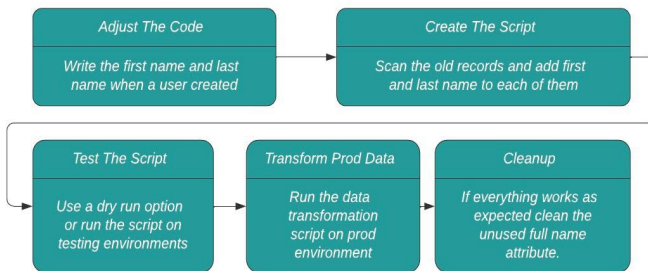 Adjust The Code
Write the first name and last
name when a user created
Create The Script
Scan the old records and add first
and last name to each of them
Test The Script
Use a dry run option
or run the script on
testing environments
Transform Prod Data
Run the data
transformation
script on prod
environment
Cleanup
If everything works as
expected clean the
unused full name
attribute.